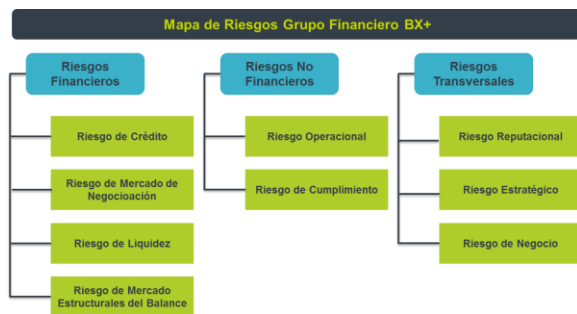 Mapa de Riesgos Grupo Financiero BX+
Riesgos
Financieros
Riesgo de Crédito
Riesgo de Mercado de
Negocioación
Riesgo de Liquidez
Riesgo de Mercado
Estructurales del Balance
Riesgos No
Financieros
Riesgo Operacional
Riesgo de Cumplimiento
Riesgos
Transversales
Riesgo Reputacional
Riesgo Estratégico
Riesgo de Negocio